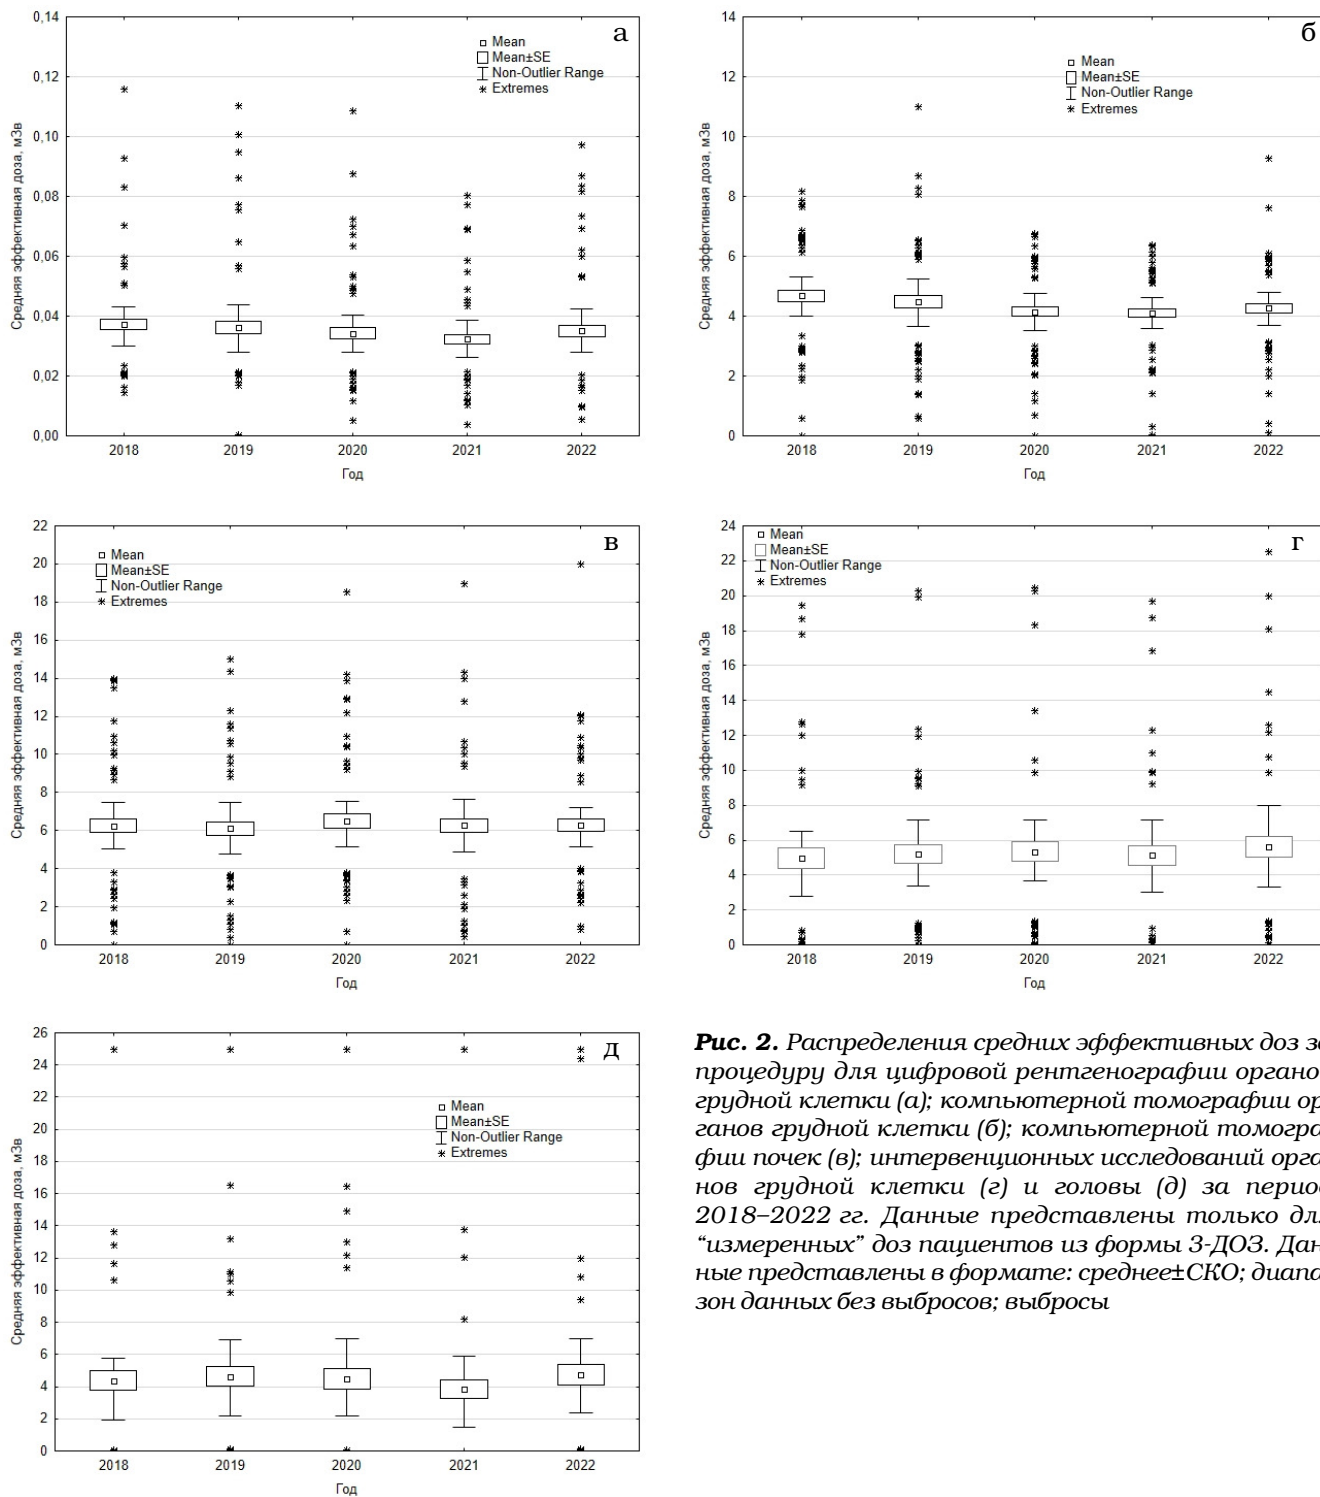 а
Mean
Mean±SE
Non-Outlier Range
Extremes
Средняя эффективная доза, мЗв
0,14
0,12
0,10
0,08
0,06
0,04
0,02
0,00
2018 2019 2020 2021 2022
Год
б
Mean
Mean±SE
Non-Outlier Range
Extremes
Средняя эффективная доза, мЗв
14
12
10
8
6
4
2
0
2018 2019 2020 2021 2022
Год
в
Mean
Mean±SE
Non-Outlier Range
Extremes
Средняя эффективная доза, мЗв
22
20
18
16
14
12
10
8
6
4
2
0
2018 2019 2020 2021 2022
Год
г
Mean
Mean±SE
Non-Outlier Range
Extremes
Средняя эффективная доза, мЗв
24
22
20
18
16
14
12
10
8
6
4
2
0
2018 2019 2020 2021 2022
Год
д
Mean
Mean±SE
Non-Outlier Range
Extremes
Средняя эффективная доза, мЗв
26
24
22
20
18
16
14
12
10
8
6
4
2
0
2018 2019 2020 2021 2022
Год
Рис. 2. Распределения средних эффективных доз за
процедуру для цифровой рентгенографии органо
грудной клетки (а); компьютерной томографии ор
ганов грудной клетки (б); компьютерной томогра
фии почек (в); интервенционных исследований орга
нов грудной клетки (г) и головы (д) за перио
2018–2022 гг. Данные представлены только дл
“измеренных” доз пациентов из формы 3-ДОЗ. Дан
ные представлены в формате: среднее±СКО; диапа
зон данных без выбросов; выбросы